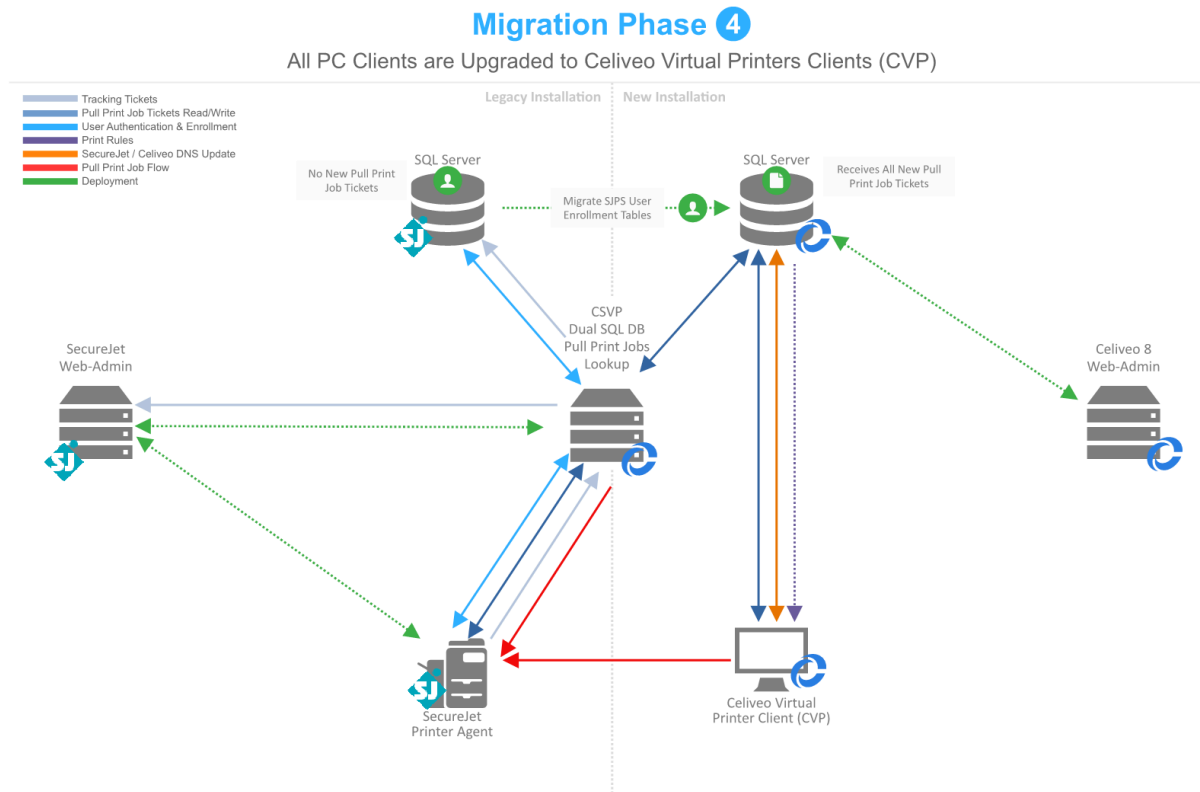 Migration Phase 4
All PC Clients are Upgraded to Celiveo Virtual Printers Clients (CVP)
Legacy Installation
New Installation
Tracking Tickets
Pull Print Job Tickets Read/Write
User Authentication & Enrollment
Print Rules
SecureJet / Celiveo DNS Update
Pull Print Job Flow
Deployment
No New Pull Print
Job Tickets
SQL Server
SJ
Migrate SJPS User
Enrollment Tables
SQL Server
Receives All New Pull
Print Job Tickets
CSVP
Dual SQL DB
Pull Print Jobs
Lookup
SecureJet
Web-Admin
SJ
Celiveo 8
Web-Admin
SJ
SecureJet
Printer Agent
Celiveo Virtual
Printer Client (CVP)